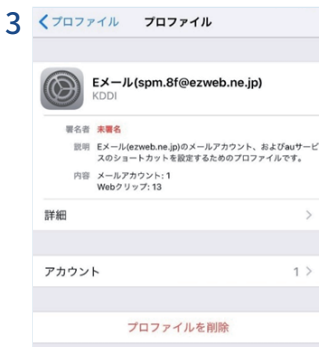 3
プロファイル プロファイル
Eメール(spm.8f@ezweb.ne.jp)
KDDI
署名者 未署名
説明 Eメール(ezweb.ne.jp)のメールアカウント、およびauサービ
スのショートカットを設定するためのプロファイルです。
内容 メールアカウント: 1
Webクリップ: 13
詳細
アカウント 1
プロファイルを削除